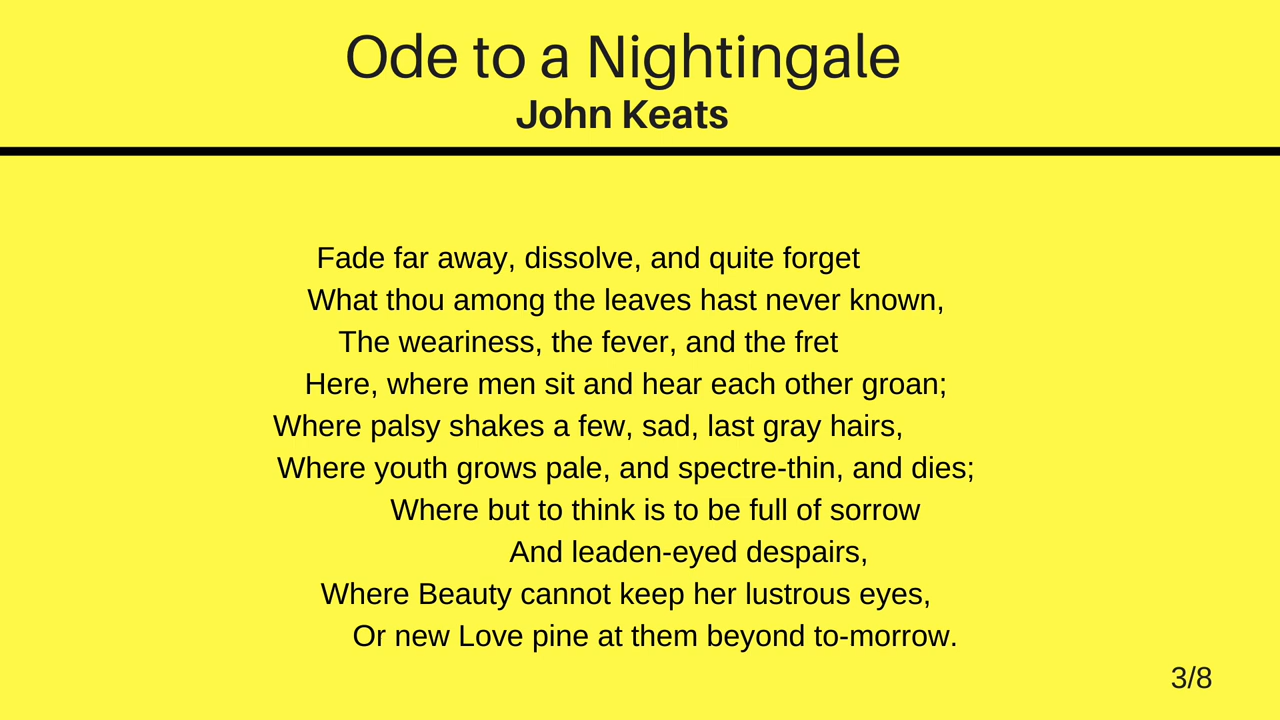 Ode to a Nightingale
John Keats
Fade far away, dissolve, and quite forget
What thou among the leaves hast never known,
The weariness, the fever, and the fret
Here, where men sit and hear each other groan;
Where palsy shakes a few, sad, last gray hairs,
Where youth grows pale, and spectre-thin, and dies;
Where but to think is to be full of sorrow
And leaden-eyed despairs,
Where Beauty cannot keep her lustrous eyes,
Or new Love pine at them beyond to-morrow.
3/8